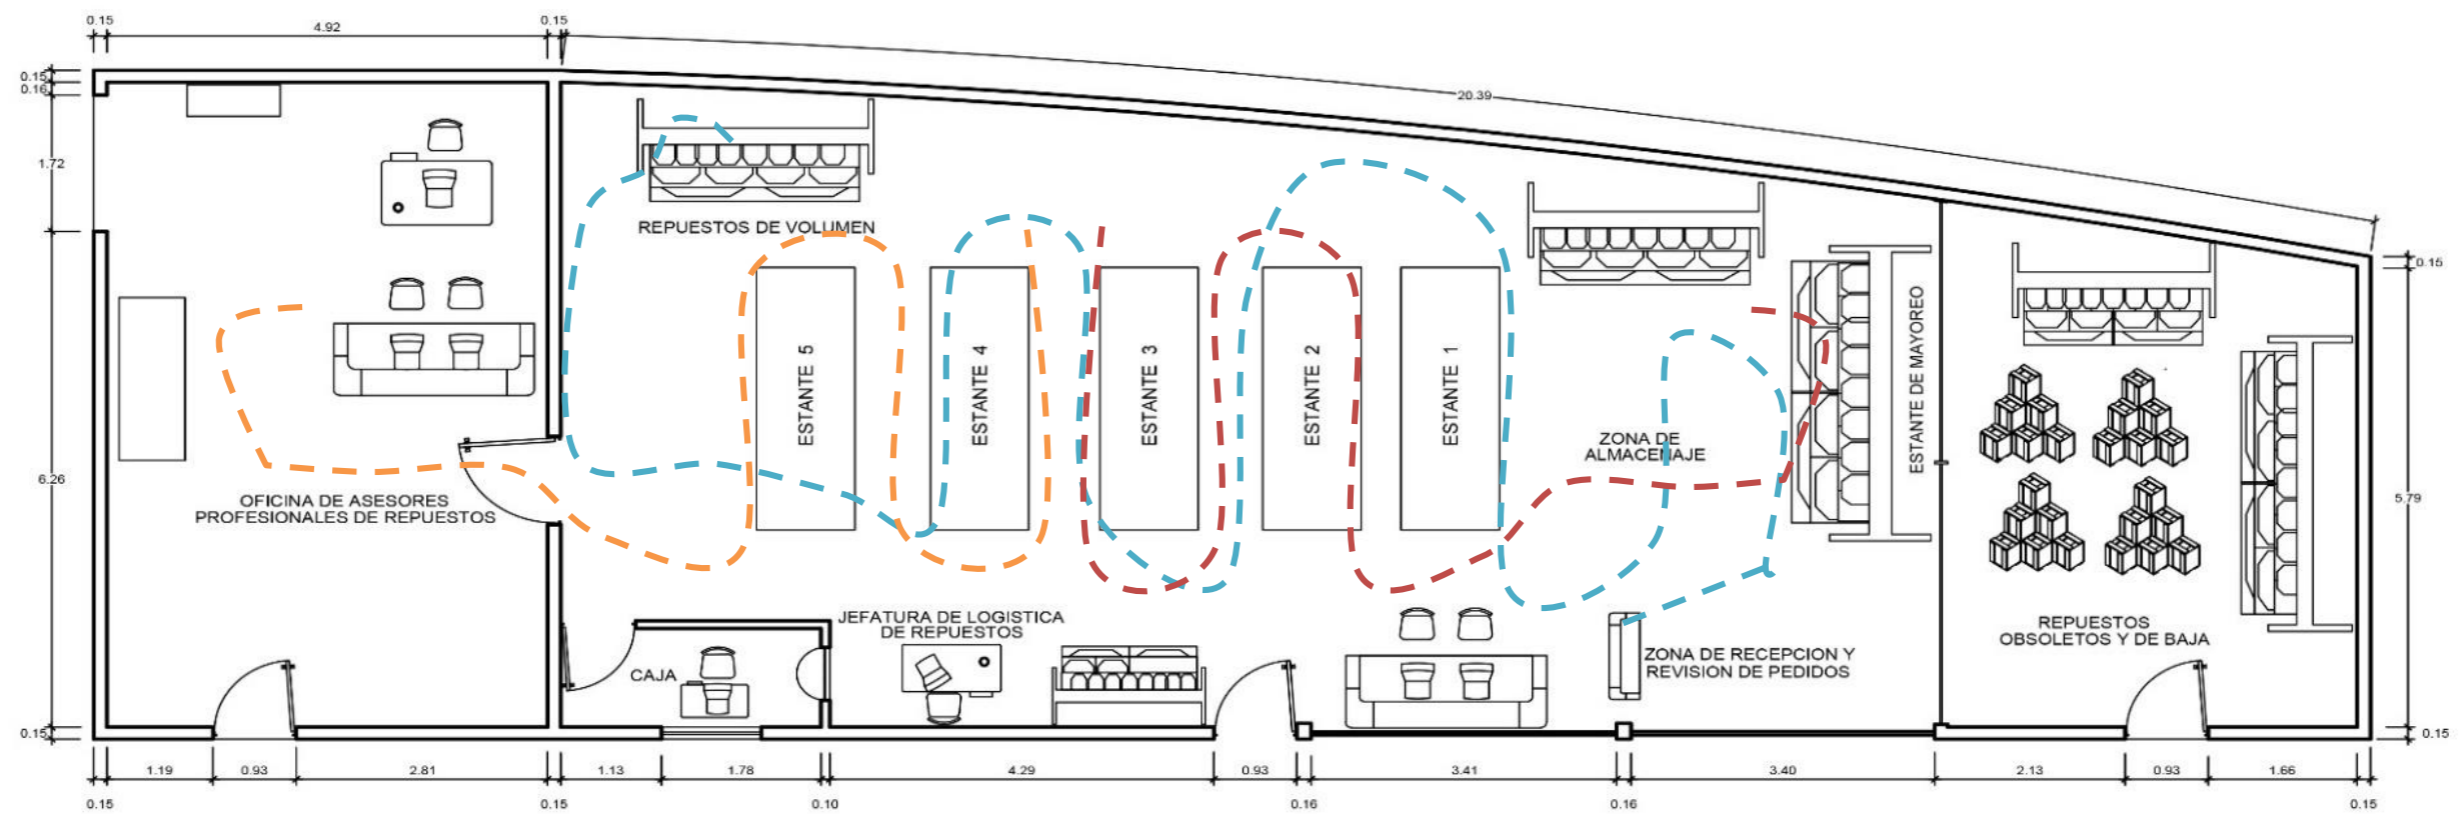 0.15
4.92
0.15
20.39
0.15
0.16
1.72
6.26
0.15
REPUESTOS DE VOLUMEN
OFICINA DE ASESORES
PROFESIONALES DE REPUESTOS
ESTANTE 5
ESTANTE 4
ESTANTE 3
ESTANTE 2
ESTANTE 1
ZONA DE
ALMACENAJE
ESTANTE DE MAYOREO
0.15
5.79
0.15
JEFATURA DE LOGISTICA
DE REPUESTOS
CAJA
ZONA DE RECEPCION Y
REVISION DE PEDIDOS
REPUESTOS
OBSOLETOS Y DE BAJA
1.19
0.93
2.81
1.13
1.78
4.29
0.93
3.41
3.40
2.13
0.93
1.66
0.15
0.15
0.10
0.16
0.16
0.15